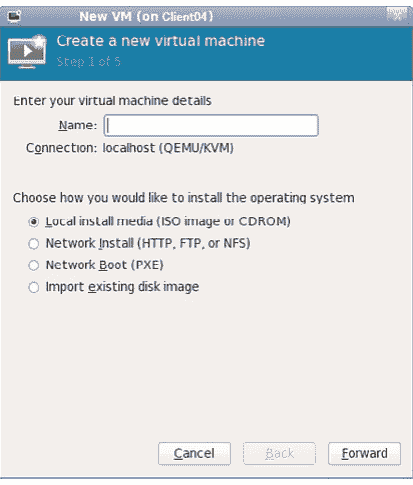 New VM (on Client04)
Create a new virtual machine
Step 1 of 5
Enter your virtual machine details
Name:
Connection: localhost (QEMU/KVM)
Choose how you would like to install the operating system
Local install media (ISO image or CDROM)
Network Install (HTTP, FTP, or NFS)
Network Boot (PXE)
Import existing disk image
Cancel
Back
Forward